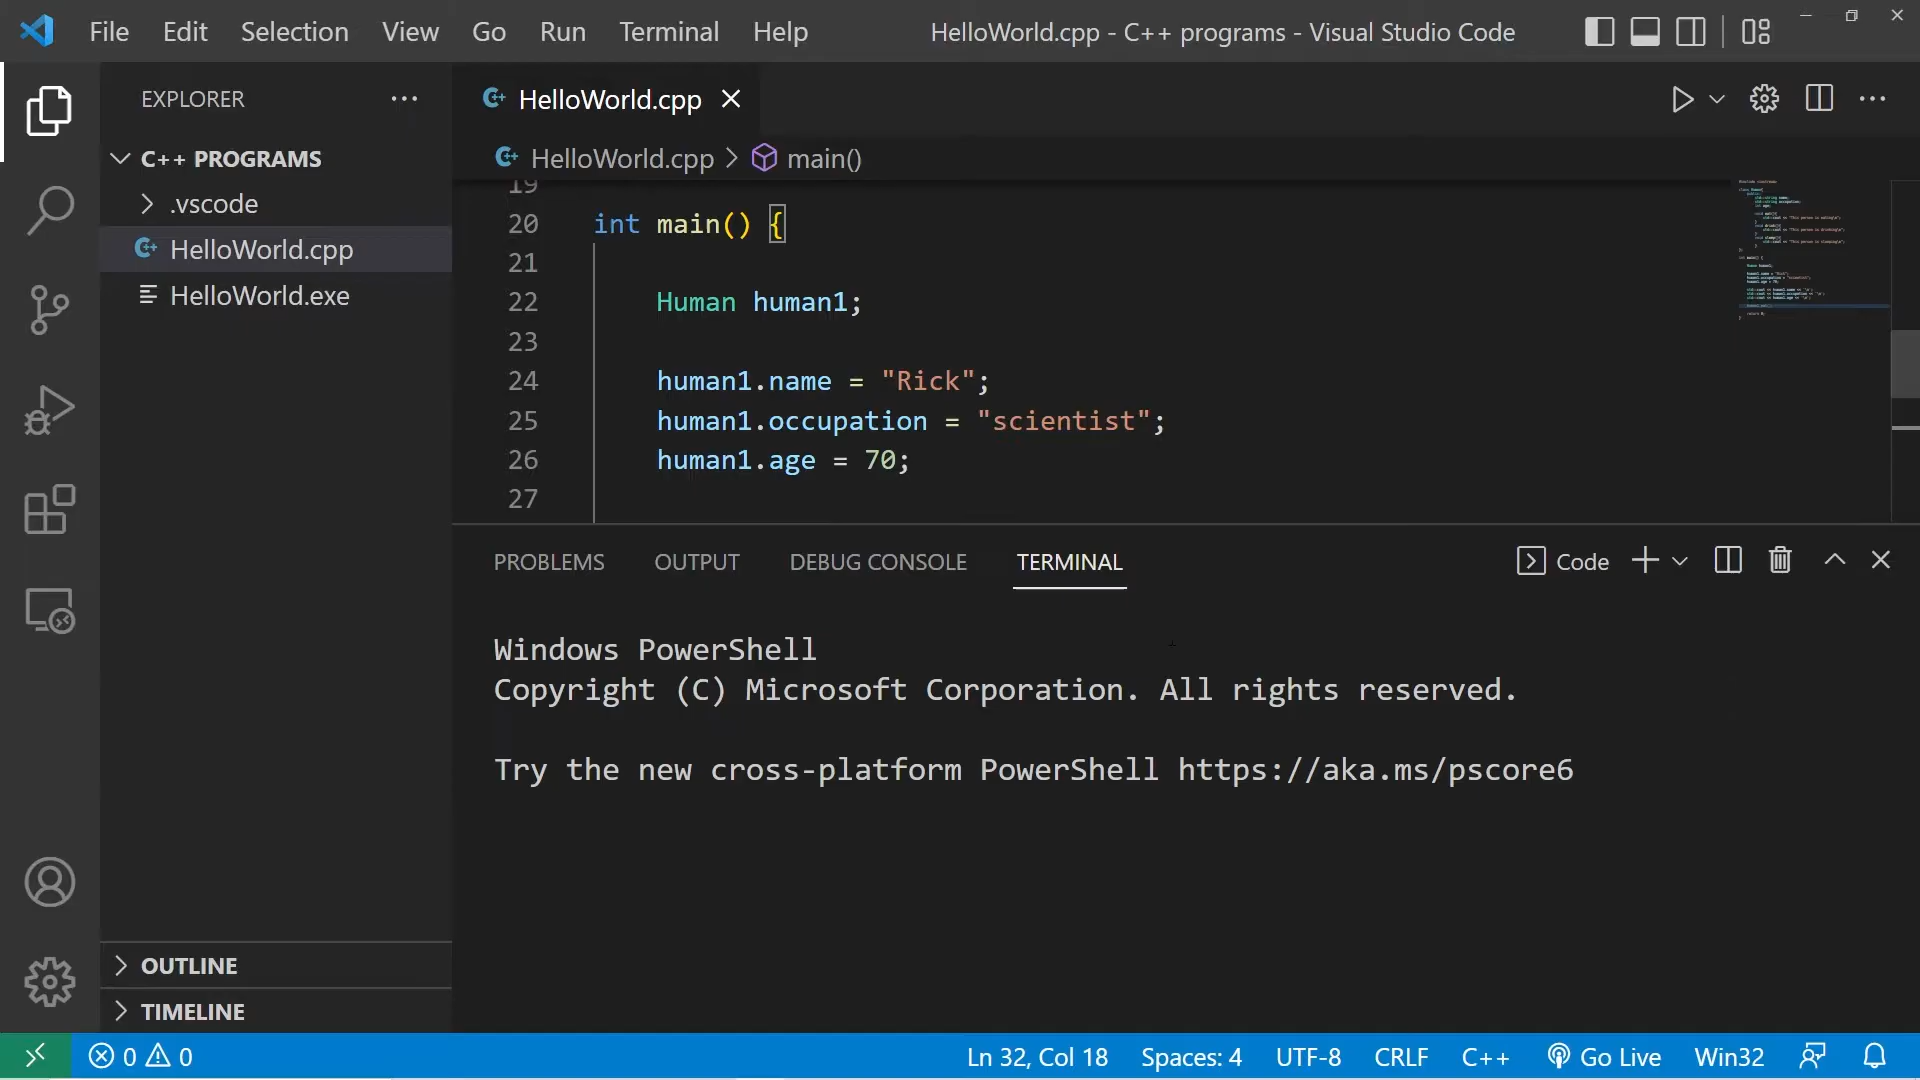 File Edit Selection View Go Run Terminal Help HelloWorld.cpp - C++ programs - Visual Studio Code
EXPLORER
C++ PROGRAMS
.vscode
HelloWorld.cpp
HelloWorld.exe
OUTLINE
TIMELINE
HelloWorld.cpp
HelloWorld.cpp > main()
19
20 int main() {
21
22 Human human1;
23
24 human1.name = "Rick";
25 human1.occupation = "scientist";
26 human1.age = 70;
27
PROBLEMS OUTPUT DEBUG CONSOLE TERMINAL Code
Windows PowerShell
Copyright (C) Microsoft Corporation. All rights reserved.
Try the new cross-platform PowerShell https://aka.ms/pscore6
0 0 Ln 32, Col 18 Spaces: 4 UTF-8 CRLF C++ Go Live Win32